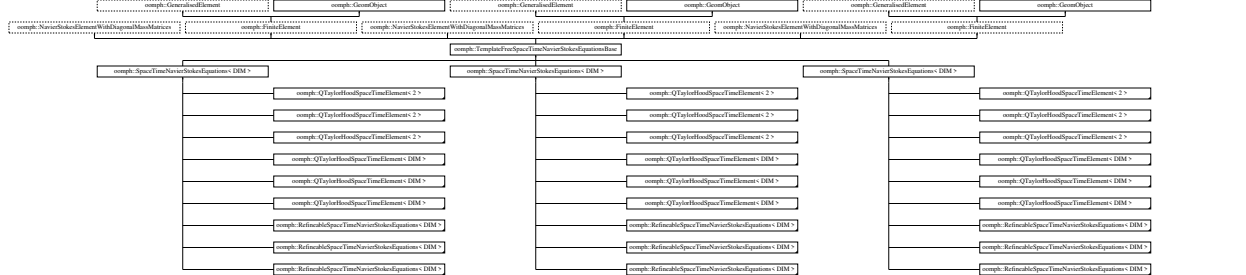 oomph::GeneralisedElement oomph::GeomObject oomph::GeneralisedElement oomph::GeomObject oomph::GeneralisedElement oomph::GeomObject
oomph::NavierStokesElementWithDiagonalMassMatrices oomph::FiniteElement oomph::NavierStokesElementWithDiagonalMassMatrices oomph::FiniteElement oomph::NavierStokesElementWithDiagonalMassMatrices oomph::FiniteElement
oomph::TemplateFreeSpaceTimeNavierStokesEquationsBase
oomph::SpaceTimeNavierStokesEquations< DIM > oomph::SpaceTimeNavierStokesEquations< DIM > oomph::SpaceTimeNavierStokesEquations< DIM >
oomph::QTaylorHoodSpaceTimeElement< 2 > oomph::QTaylorHoodSpaceTimeElement< 2 > oomph::QTaylorHoodSpaceTimeElement< 2 >
oomph::QTaylorHoodSpaceTimeElement< 2 > oomph::QTaylorHoodSpaceTimeElement< 2 > oomph::QTaylorHoodSpaceTimeElement< 2 >
oomph::QTaylorHoodSpaceTimeElement< 2 > oomph::QTaylorHoodSpaceTimeElement< 2 > oomph::QTaylorHoodSpaceTimeElement< 2 >
oomph::QTaylorHoodSpaceTimeElement< DIM > oomph::QTaylorHoodSpaceTimeElement< DIM > oomph::QTaylorHoodSpaceTimeElement< DIM >
oomph::QTaylorHoodSpaceTimeElement< DIM > oomph::QTaylorHoodSpaceTimeElement< DIM > oomph::QTaylorHoodSpaceTimeElement< DIM >
oomph::QTaylorHoodSpaceTimeElement< DIM > oomph::QTaylorHoodSpaceTimeElement< DIM > oomph::QTaylorHoodSpaceTimeElement< DIM >
oomph::RefineableSpaceTimeNavierStokesEquations< DIM > oomph::RefineableSpaceTimeNavierStokesEquations< DIM > oomph::RefineableSpaceTimeNavierStokesEquations< DIM >
oomph::RefineableSpaceTimeNavierStokesEquations< DIM > oomph::RefineableSpaceTimeNavierStokesEquations< DIM > oomph::RefineableSpaceTimeNavierStokesEquations< DIM >
oomph::RefineableSpaceTimeNavierStokesEquations< DIM > oomph::RefineableSpaceTimeNavierStokesEquations< DIM > oomph::RefineableSpaceTimeNavierStokesEquations< DIM >